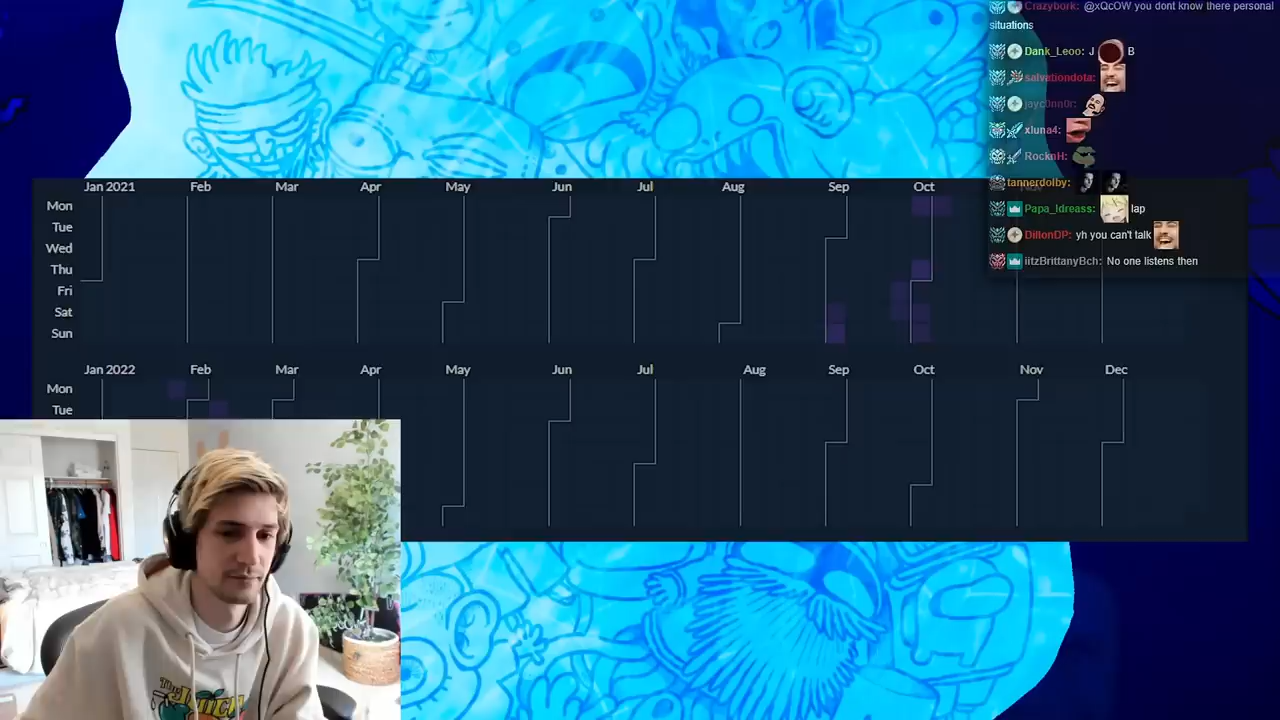 Crazybork: @xQcOW you dont know there personal
situations
Dank_Leoo: J B
salvationdota:
jayc0nn0r:
xluna4:
RocknH:
tannerdolby:
Papa_Idreass: lap
DillonDP: yh you can't talk
iitzBrittanyBch: No one listens then
Jan 2021 Feb Mar Apr May Jun Jul Aug Sep Oct
Mon
Tue
Wed
Thu
Fri
Sat
Sun
Jan 2022 Feb Mar Apr May Jun Jul Aug Sep Oct Nov Dec
Mon
Tue
THE